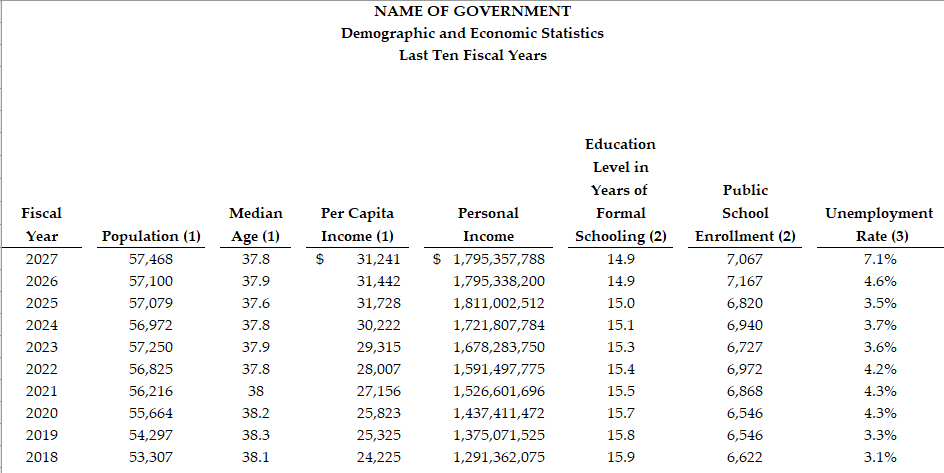 NAME OF GOVERNMENT
Demographic and Economic Statistics
Last Ten Fiscal Years
Education
Level in
Years of Public
Fiscal Median Per Capita Personal Formal School Unemployment
Year Population (1) Age (1) Income (1) Income Schooling (2) Enrollment (2) Rate (3)
2027 57,468 37.8 $ 31,241 $ 1,795,357,788 14.9 7,067 7.1%
2026 57,100 37.9 31,442 1,795,338,200 14.9 7,167 4.6%
2025 57,079 37.6 31,728 1,811,002,512 15.0 6,820 3.5%
2024 56,972 37.8 30,222 1,721,807,784 15.1 6,940 3.7%
2023 57,250 37.9 29,315 1,678,283,750 15.3 6,727 3.6%
2022 56,825 37.8 28,007 1,591,497,775 15.4 6,972 4.2%
2021 56,216 38 27,156 1,526,601,696 15.5 6,868 4.3%
2020 55,664 38.2 25,823 1,437,411,472 15.7 6,546 4.3%
2019 54,297 38.3 25,325 1,375,071,525 15.8 6,546 3.3%
2018 53,307 38.1 24,225 1,291,362,075 15.9 6,622 3.1%